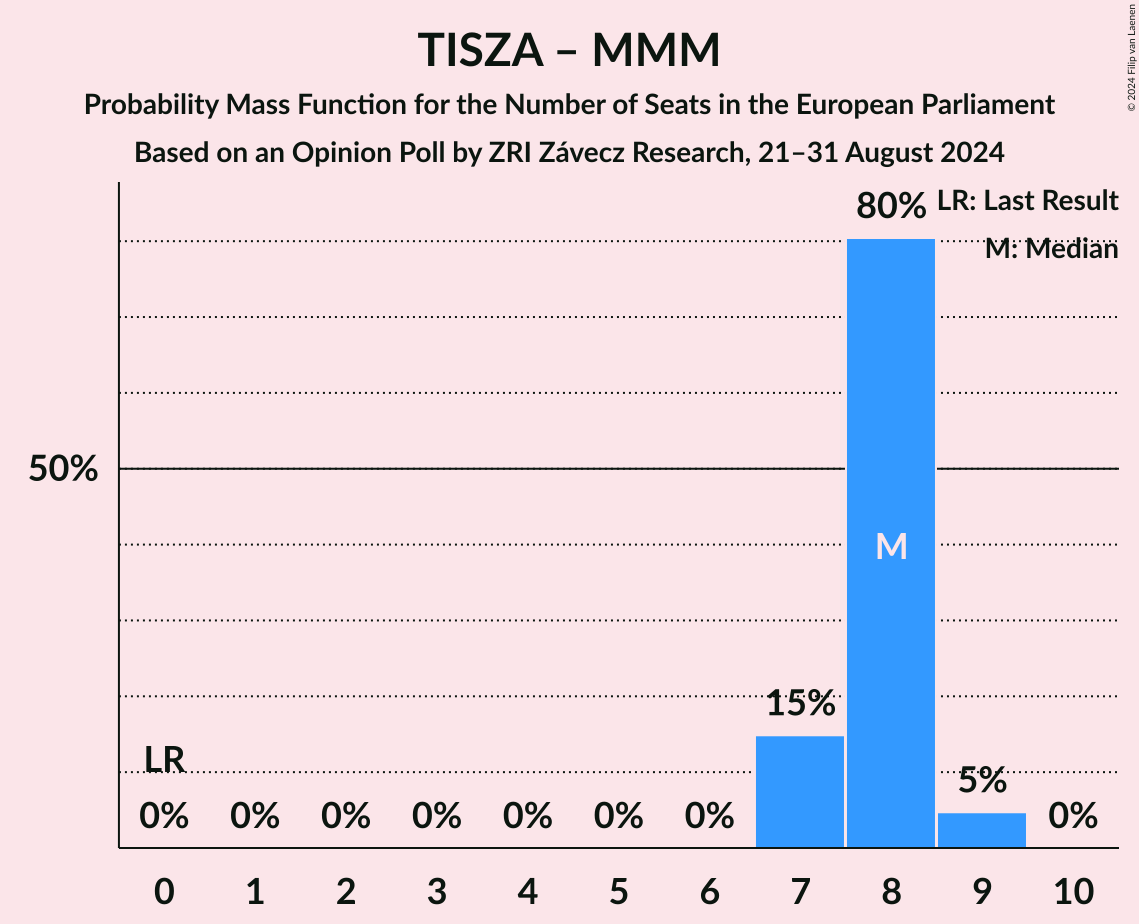 TISZA – MMM
Probability Mass Function for the Number of Seats in the European Parliament
Based on an Opinion Poll by ZRI Závecz Research, 21–31 August 2024
© 2024 Filip van Laenen
LR: Last Result
M: Median
80%
50%
M
15%
LR
5%
0% 0% 0% 0% 0% 0% 0% 0%
0 1 2 3 4 5 6 7 8 9 10